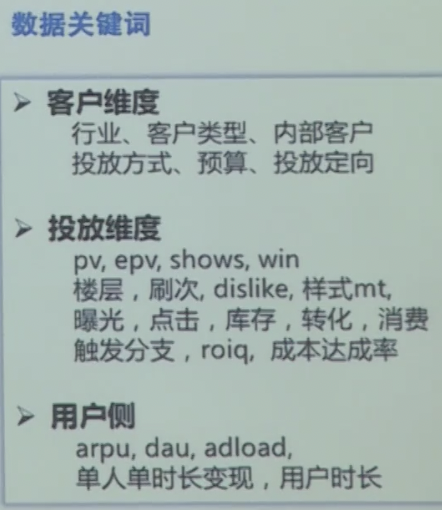 数据关键词
➢ 客户维度
行业、客户类型、内部客户
投放方式、预算、投放定向
➢ 投放维度
pv, epv, shows, win
楼层，刷次, dislike, 样式mt,
曝光，点击，库存，转化，消费
触发分支，roiq, 成本达成率
➢ 用户侧
arpu, dau, adload,
单人单时长变现，用户时长